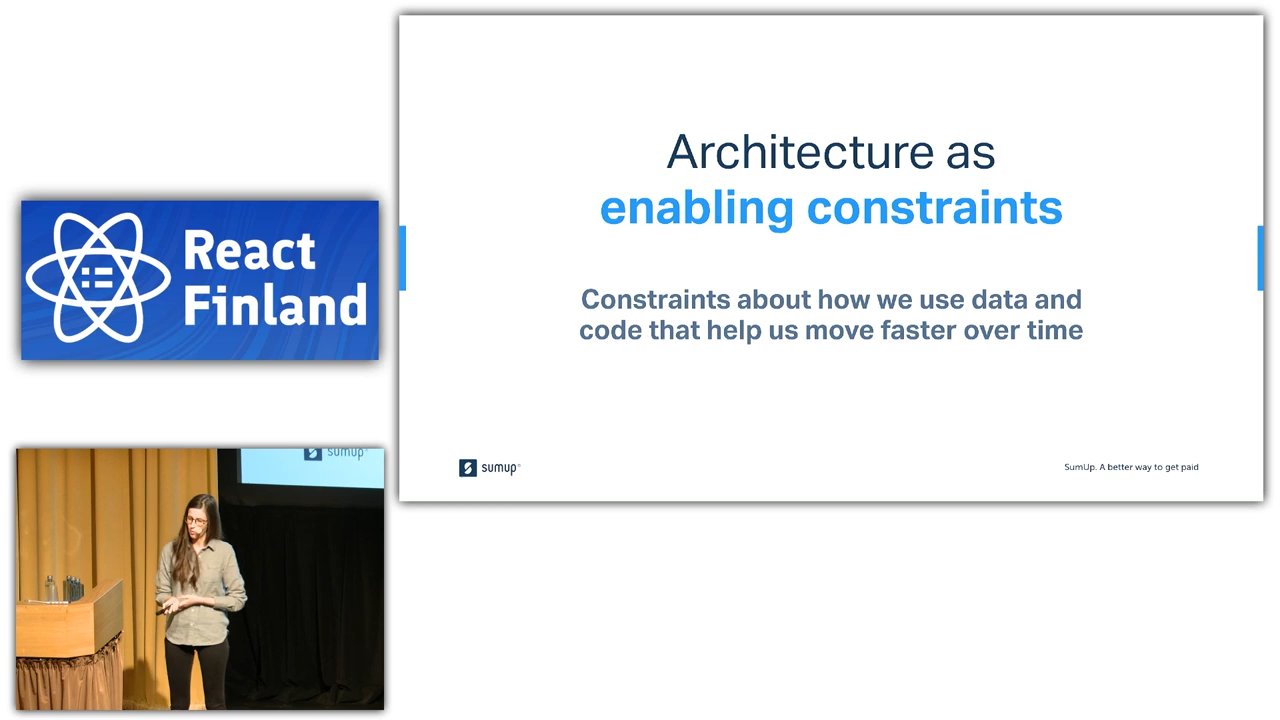 Architecture as
enabling constraints
Constraints about how we use data and
code that help us move faster over time
sumup®
SumUp. A better way to get paid
React
Finland
sumup